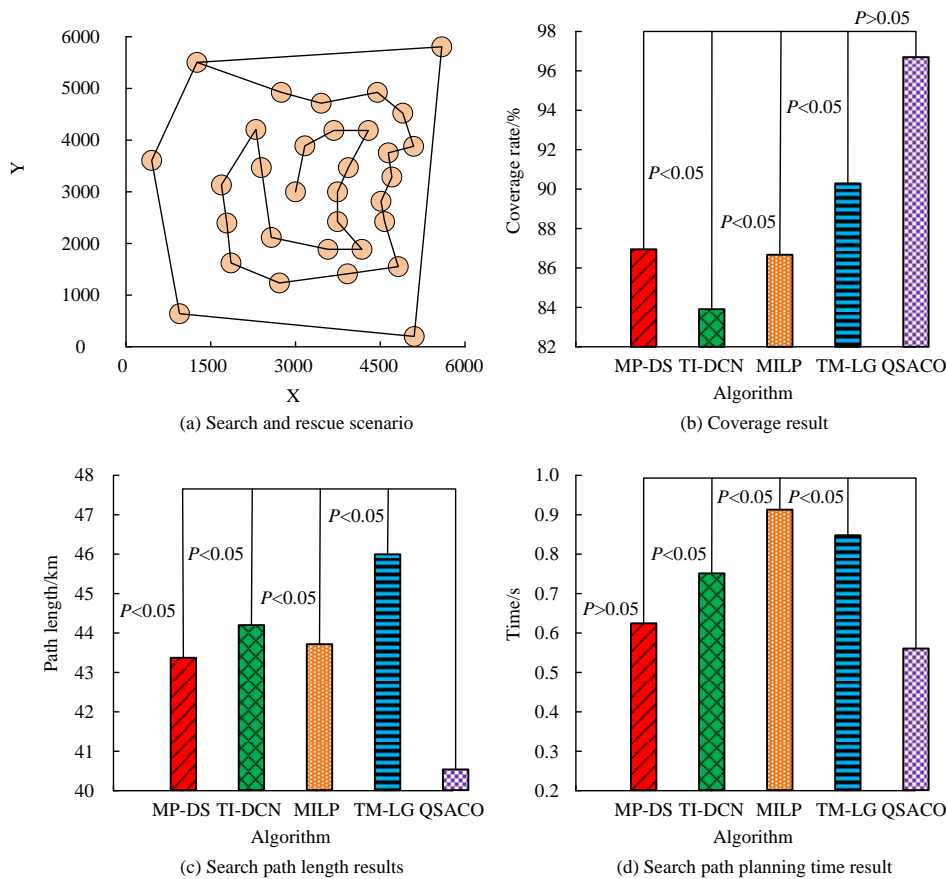 6000
5000
4000
3000
2000
1000
0
Y
0 1500 3000 4500 6000
X
(a) Search and rescue scenario
P>0.05
98
96
94
92
90
88
86
84
82
Coverage rate/%
P<0.05
P<0.05
P<0.05
MP-DS TI-DCN MILP TM-LG QSACO
Algorithm
(b) Coverage result
48
47
46
45
44
43
42
41
40
Path length/km
P<0.05
P<0.05
P<0.05
P<0.05
MP-DS TI-DCN MILP TM-LG QSACO
Algorithm
(c) Search path length results
1.0
0.9
0.8
0.7
0.6
0.5
0.4
0.3
0.2
Time/s
P<0.05 P<0.05
P<0.05
P>0.05
MP-DS TI-DCN MILP TM-LG QSACO
Algorithm
(d) Search path planning time result